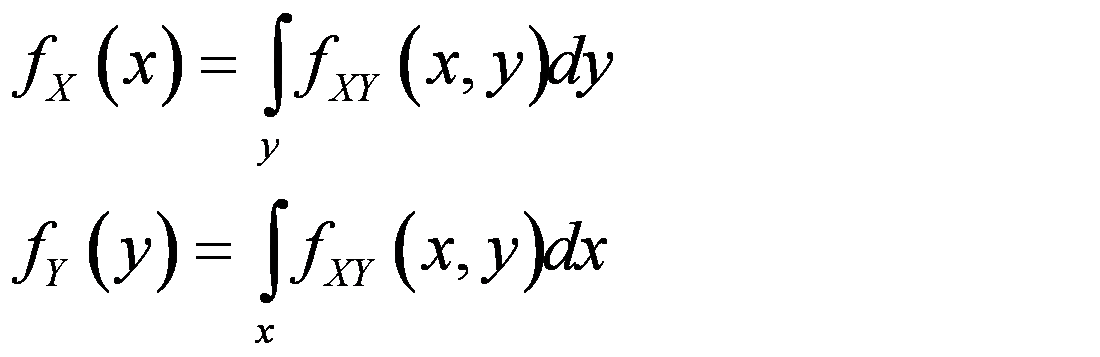 f_X (x) = ∫_y f_XY (x, y)dy
f_Y (y) = ∫_x f_XY (x, y)dx